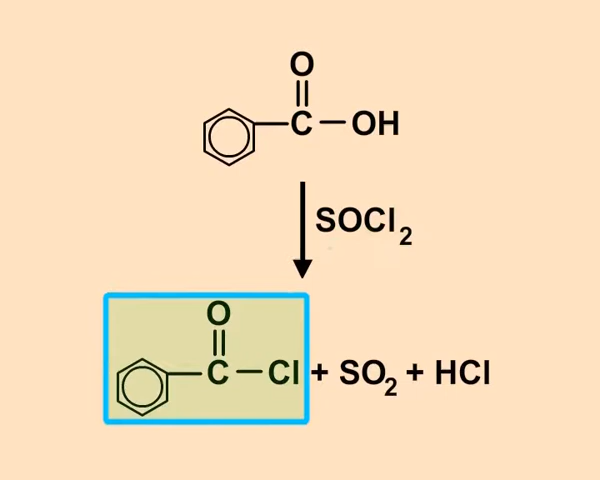 O
C — OH
SOCl2
O
C — Cl + SO2 + HCl